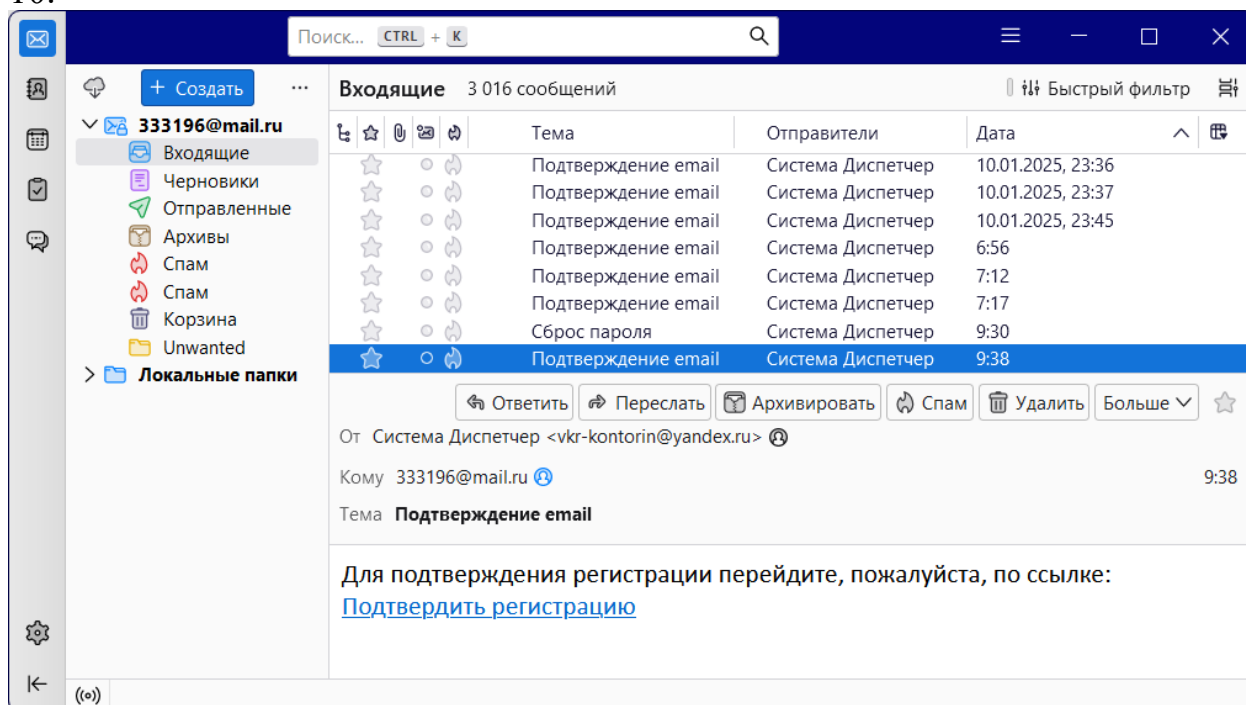 10.
Поиск... CTRL + K
+ Создать ...
Входящие 3 016 сообщений Быстрый фильтр
333196@mail.ru
Входящие
Черновики
Отправленные
Архивы
Спам
Спам
Корзина
Unwanted
Локальные папки
Тема Отправители Дата
Подтверждение email Система Диспетчер 10.01.2025, 23:36
Подтверждение email Система Диспетчер 10.01.2025, 23:37
Подтверждение email Система Диспетчер 10.01.2025, 23:45
Подтверждение email Система Диспетчер 6:56
Подтверждение email Система Диспетчер 7:12
Подтверждение email Система Диспетчер 7:17
Сброс пароля Система Диспетчер 9:30
Подтверждение email Система Диспетчер 9:38
Ответить Переслать Архивировать Спам Удалить Больше
От Система Диспетчер <vkr-kontorin@yandex.ru>
Кому 333196@mail.ru 9:38
Тема Подтверждение email
Для подтверждения регистрации перейдите, пожалуйста, по ссылке:
Подтвердить регистрацию